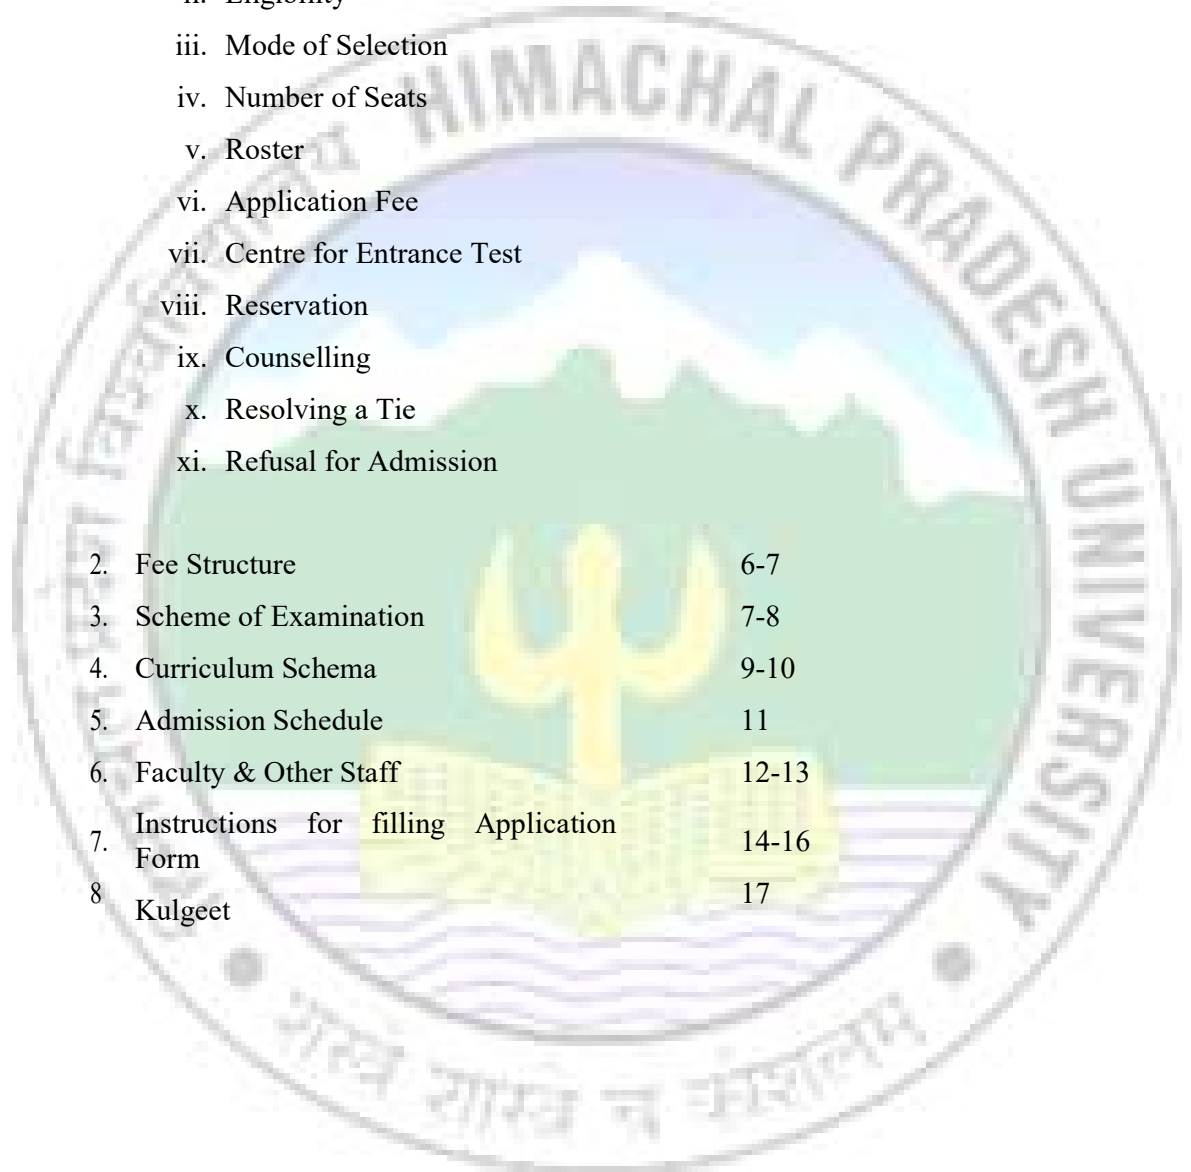 ii. Eligibility
iii. Mode of Selection
iv. Number of Seats
v. Roster
vi. Application Fee
vii. Centre for Entrance Test
viii. Reservation
ix. Counselling
x. Resolving a Tie
xi. Refusal for Admission
2. Fee Structure 6-7
3. Scheme of Examination 7-8
4. Curriculum Schema 9-10
5. Admission Schedule 11
6. Faculty & Other Staff 12-13
7. Instructions for filling Application
Form 14-16
8 Kulgeet 17
HIMACHAL PRADESH UNIVERSITY